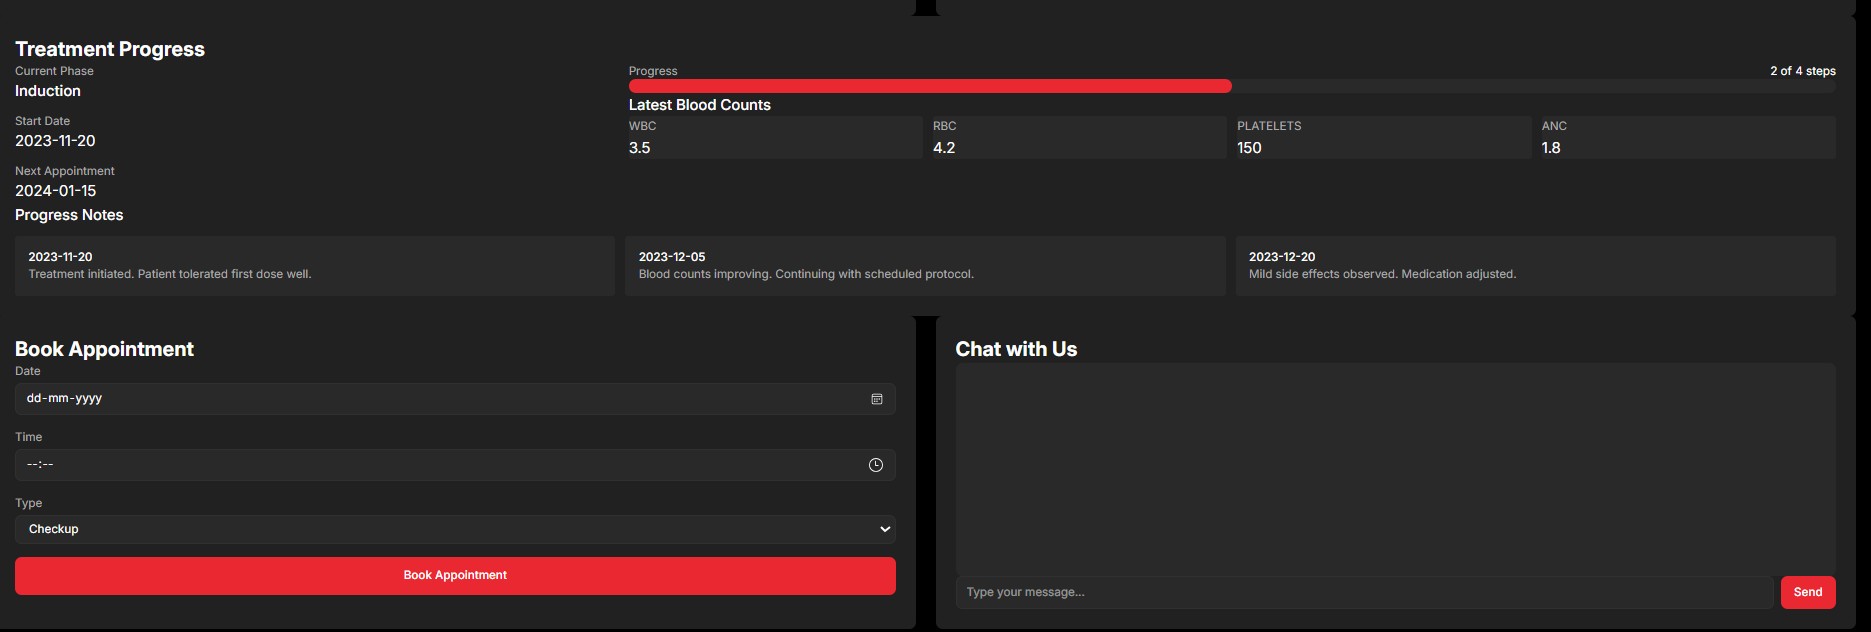 Treatment Progress
Current Phase
Induction
Start Date
2023-11-20
Next Appointment
2024-01-15
Progress 2 of 4 steps
Latest Blood Counts
WBC RBC PLATELETS ANC
3.5 4.2 150 1.8
Progress Notes
2023-11-20
Treatment initiated. Patient tolerated first dose well.
2023-12-05
Blood counts improving. Continuing with scheduled protocol.
2023-12-20
Mild side effects observed. Medication adjusted.
Book Appointment
Date
dd-mm-yyyy
Time
--:--
Type
Checkup
Book Appointment
Chat with Us
Type your message...
Send